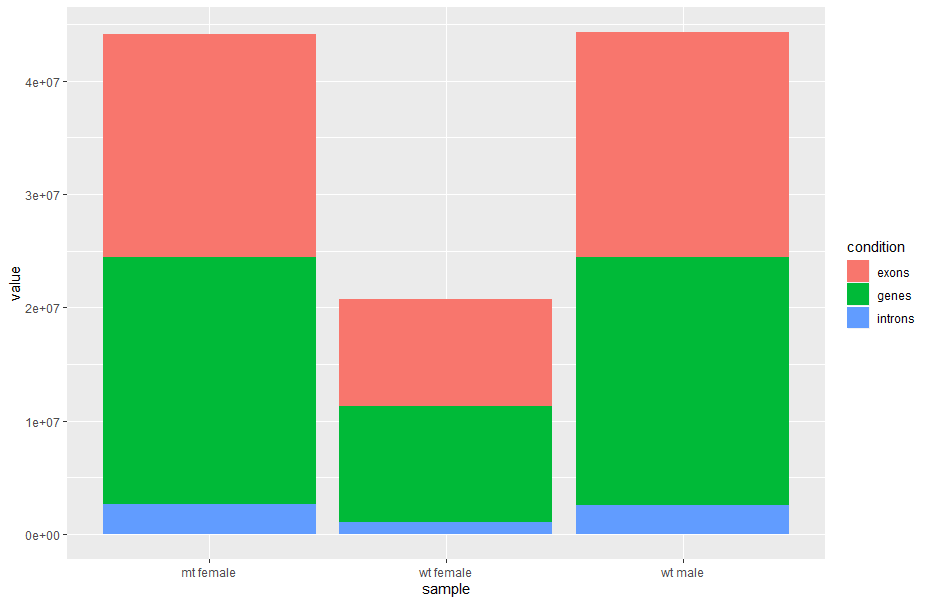 4e+07
3e+07
2e+07
1e+07
0e+00
value
mt female
wt female
wt male
sample
condition
exons
genes
introns